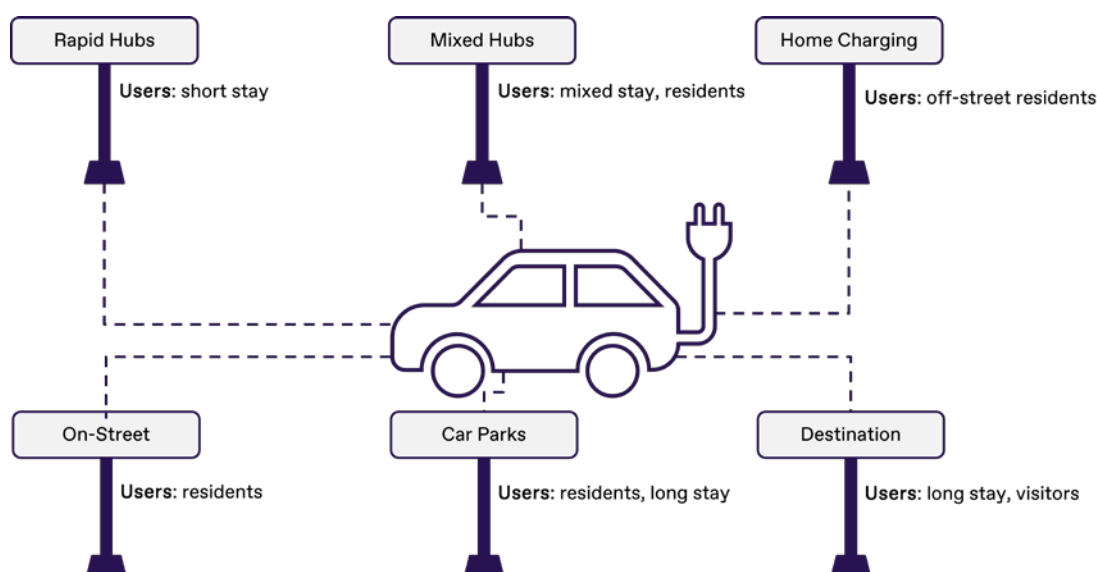 Rapid Hubs
Users: short stay
Mixed Hubs
Users: mixed stay, residents
Home Charging
Users: off-street residents
On-Street
Users: residents
Car Parks
Users: residents, long stay
Destination
Users: long stay, visitors